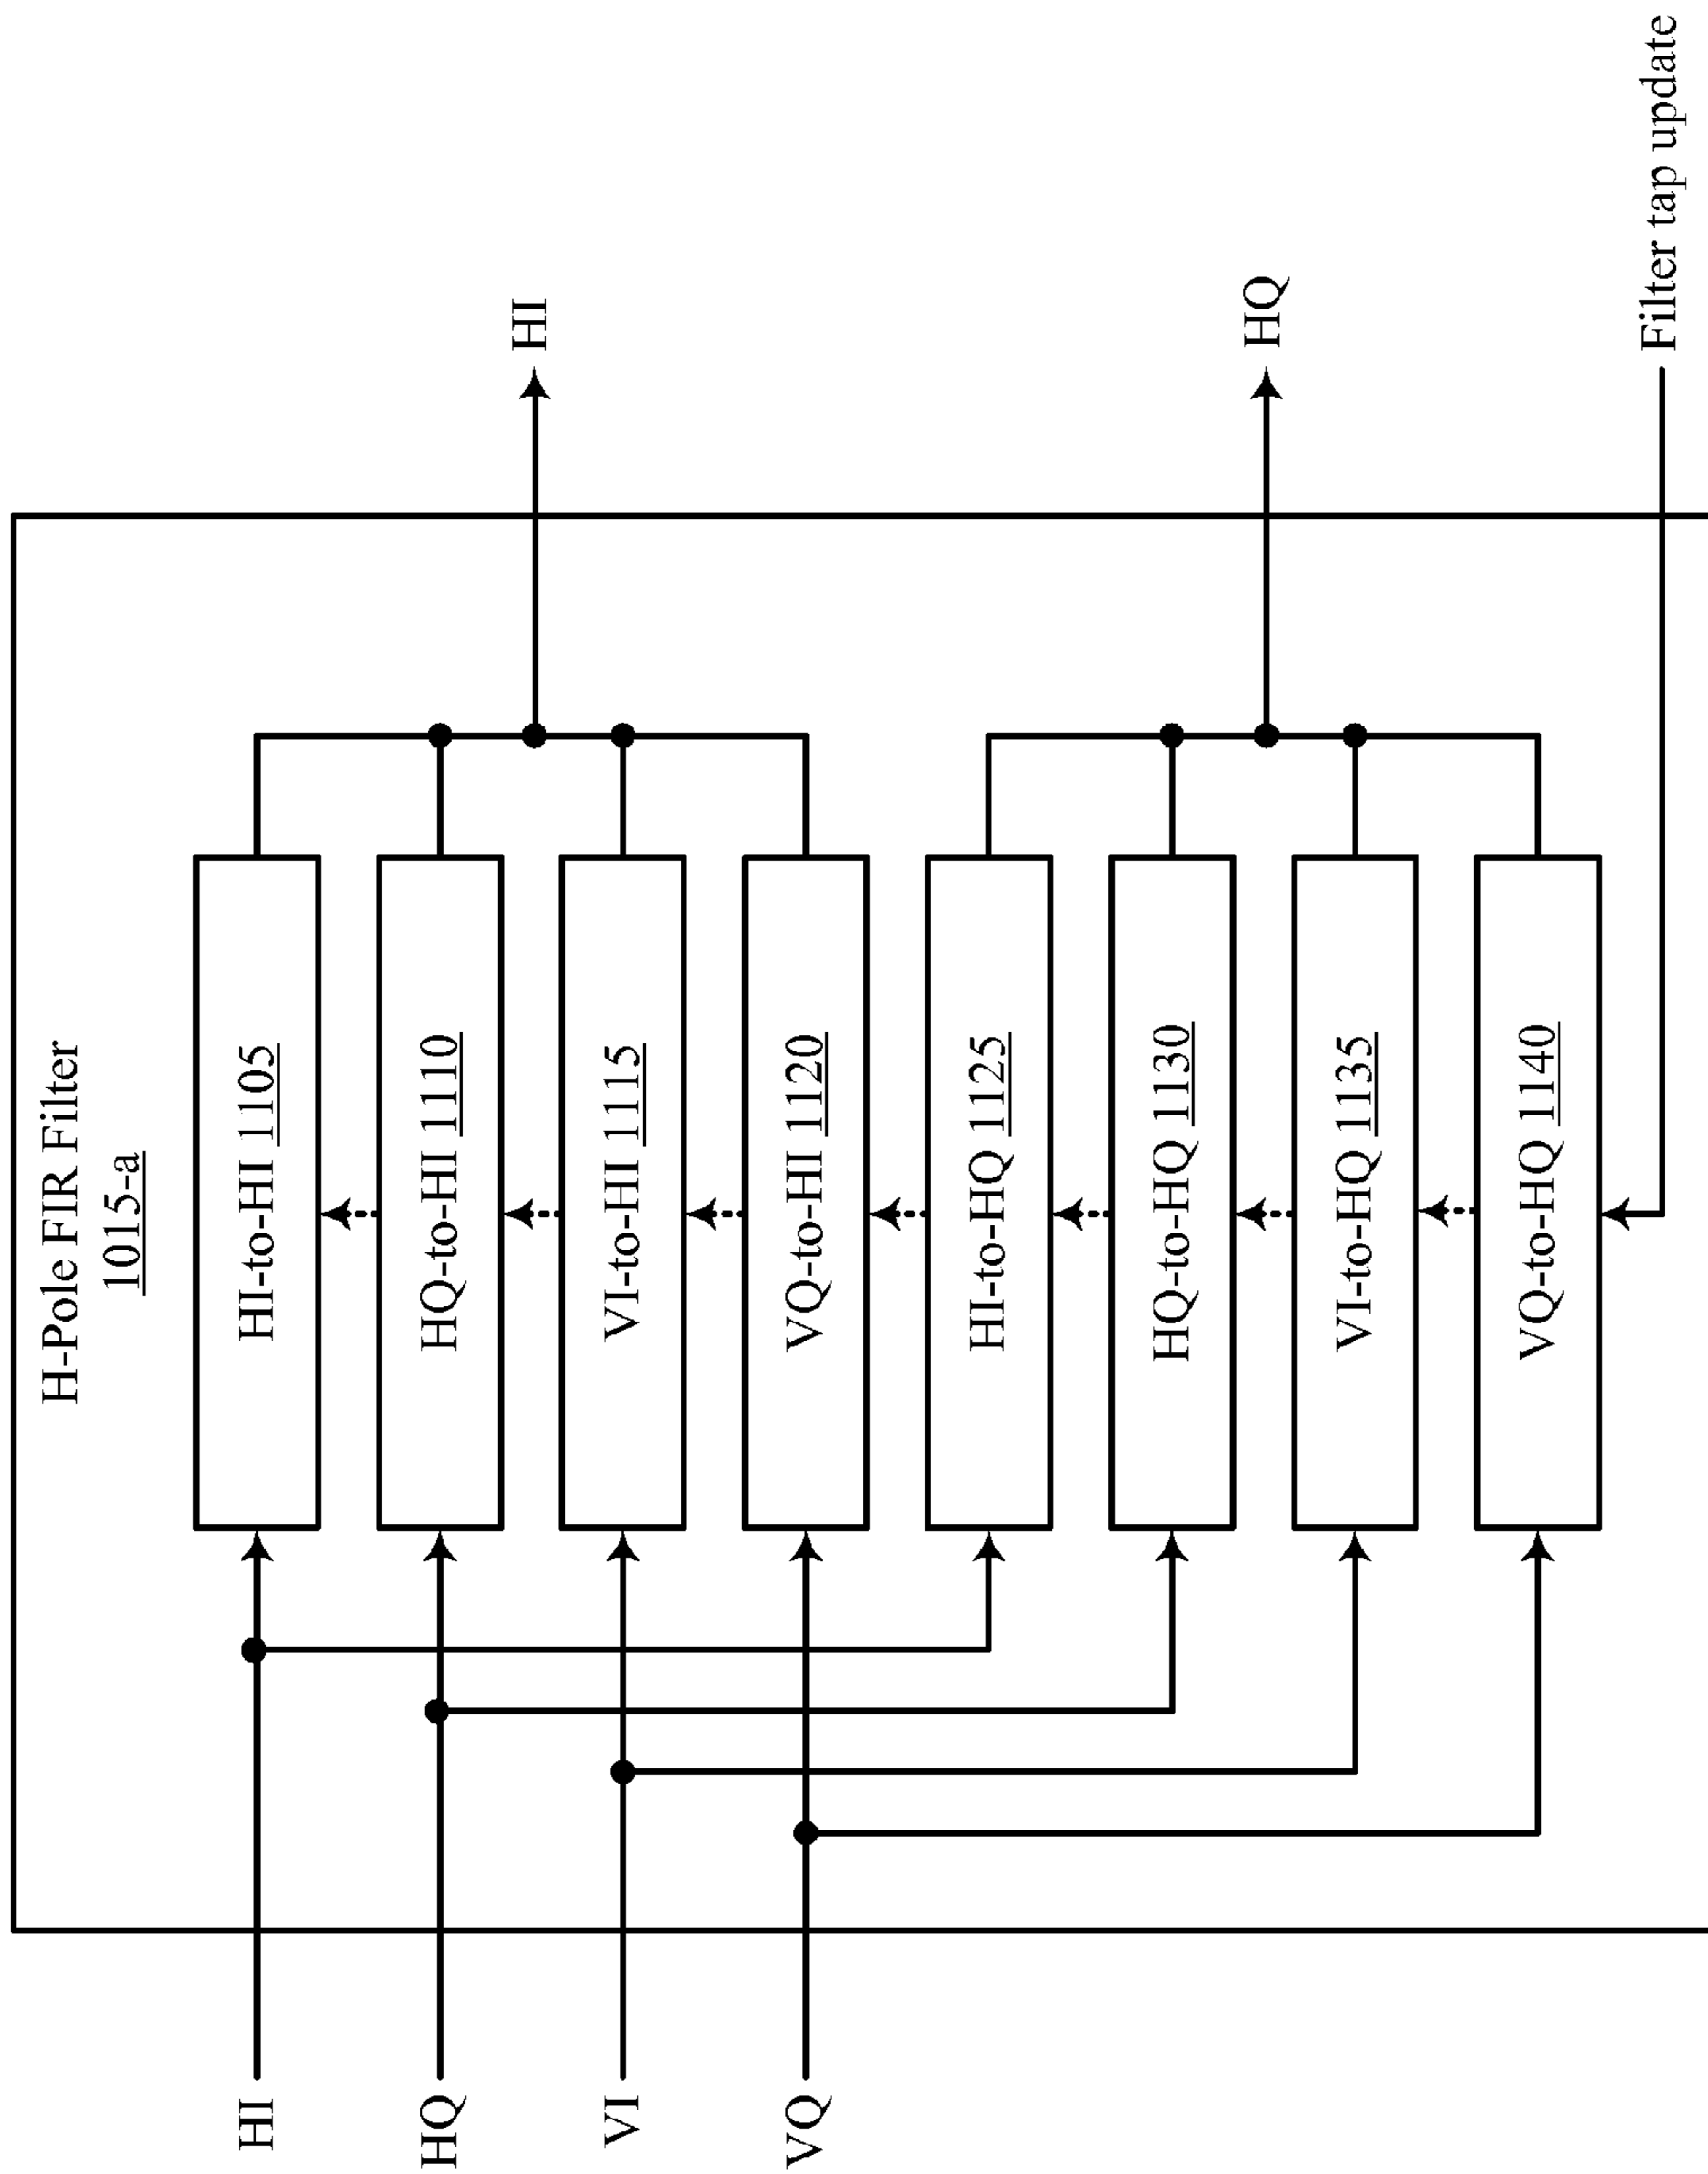 H-Pole FIR Filter
1015-a
HI
HQ
VI
VQ
HI-to-HI 1105
HQ-to-HI 1110
VI-to-HI 1115
VQ-to-HI 1120
HI-to-HQ 1125
HQ-to-HQ 1130
VI-to-HQ 1135
VQ-to-HQ 1140
HI
HQ
Filter tap update